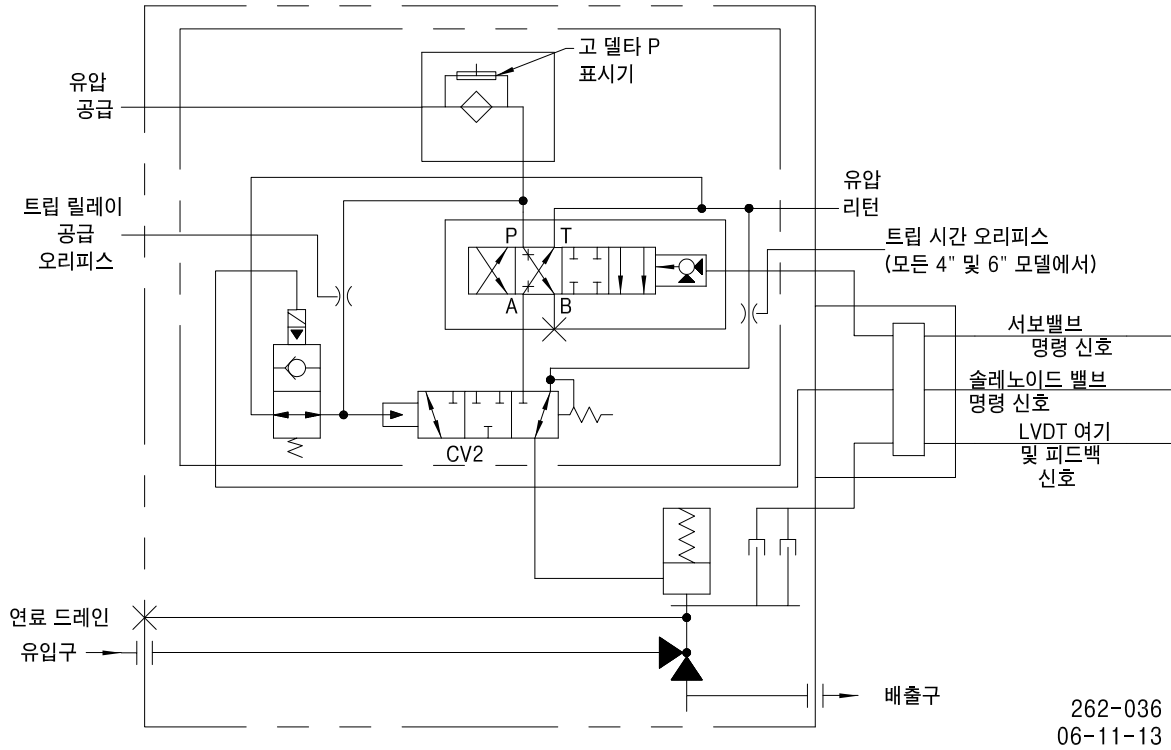 고 델타 P
표시기
유압
공급
유압
리턴
트립 릴레이
공급
오리피스
트립 시간 오리피스
(모든 4" 및 6" 모델에서)
P
T
A
B
서보밸브
명령 신호
솔레노이드 밸브
명령 신호
LVDT 여기
및 피드백
신호
CV2
연료 드레인
유입구
배출구
262-036
06-11-13